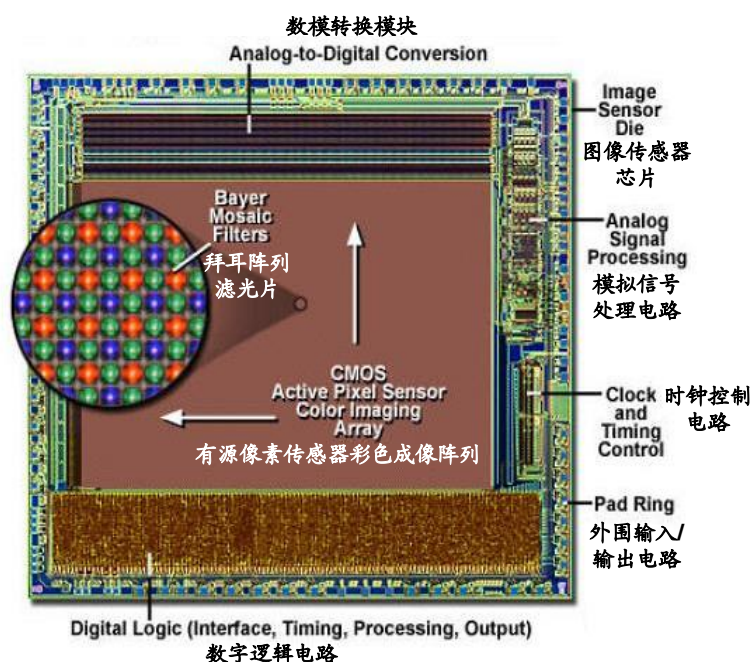 数模转换模块
Analog-to-Digital Conversion
Image
Sensor
Die
图像传感器
芯片
Bayer
Mosaic
Filters
拜耳阵列
滤光片
Analog
Signal
Processing
模拟信号
处理电路
CMOS
Active Pixel Sensor
Color Imaging
Array
有源像素传感器彩色成像阵列
Clock
and
Timing
Control
时钟控制
电路
Pad Ring
外围输入/
输出电路
Digital Logic (Interface, Timing, Processing, Output)
数字逻辑电路